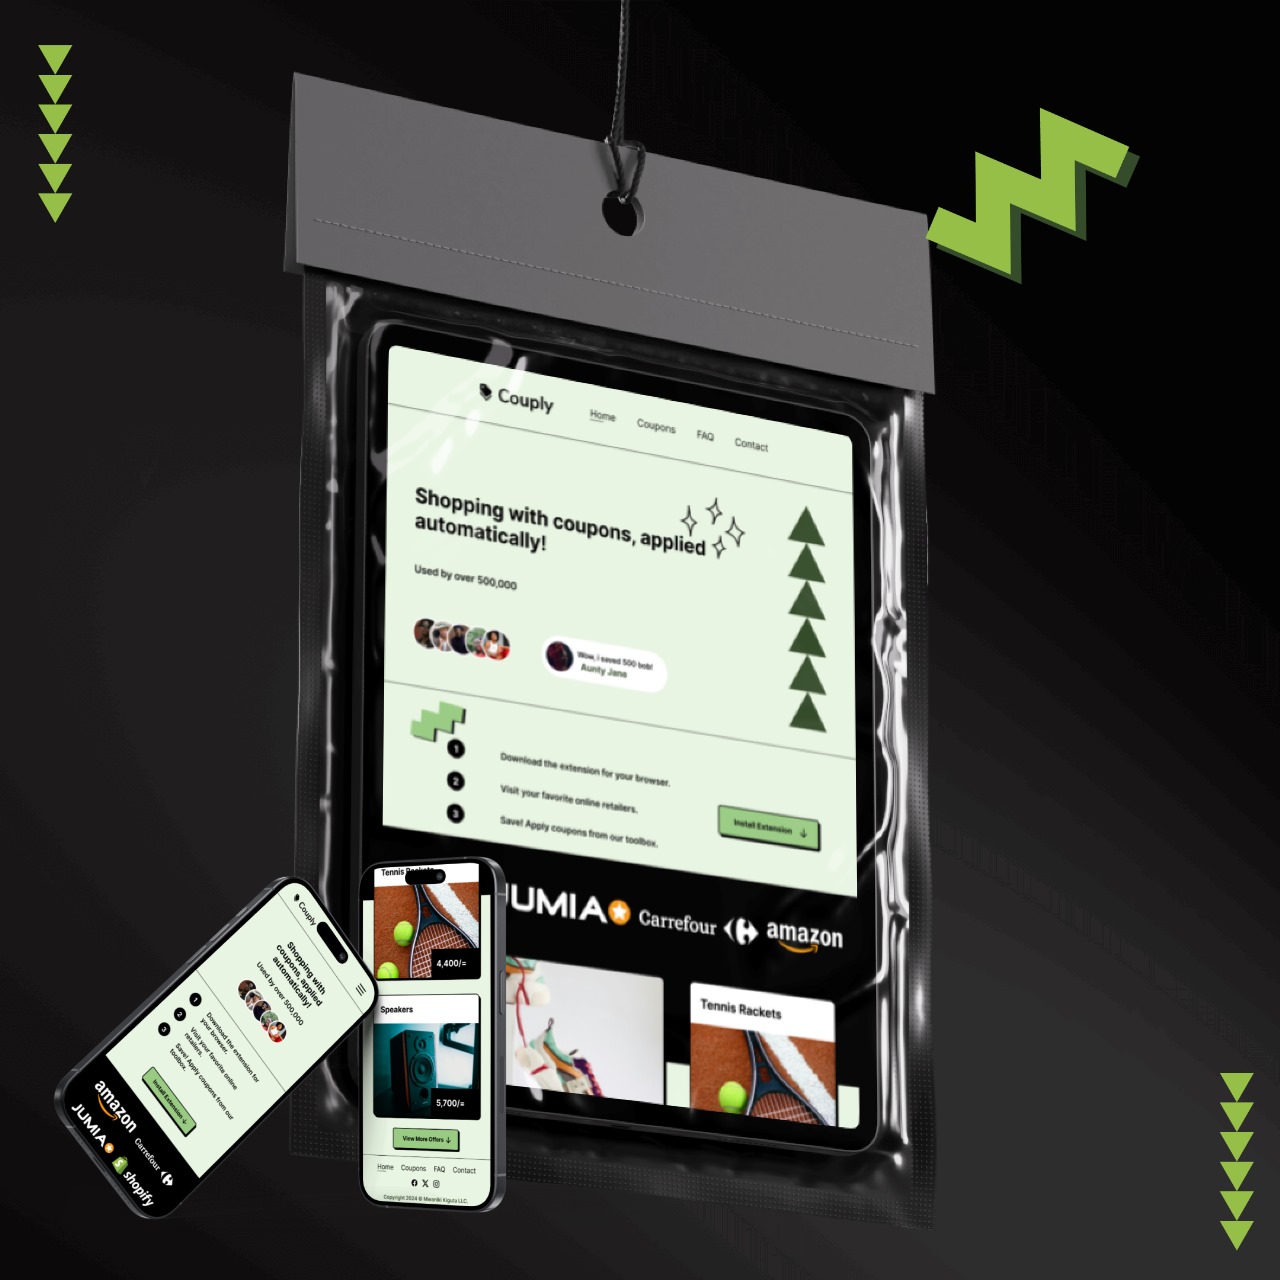 Couply
Home
Coupons
FAQ
Contact
Shopping with coupons, applied
automatically!
Used by over 500,000
Wow, i saved 500 bob!
Aunty Jane
1
Download the extension for your browser.
2
Visit your favorite online retailers.
3
Save! Apply coupons from our toolbox.
Install Extension
JUMIA
Carrefour
amazon
Tennis Rackets
Tennis Rackets
4,400/=
Speakers
5,700/=
View More Offers
Home
Coupons
FAQ
Contact
Copyright 2024 © Mwaniki Kiguta LLC.
Couply
Shopping with
coupons, applied
automatically!
Used by over 500,000
1
Download the extension for
your browser.
2
Visit your favorite online
retailers.
3
Save! Apply coupons from our
toolbox.
Install Extension
amazon
Carrefour
JUMIA
shopify